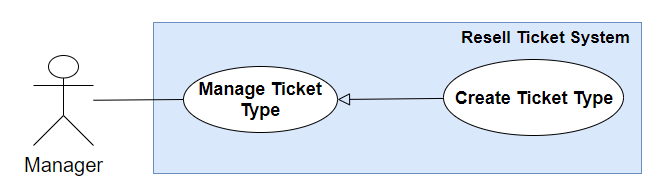 Resell Ticket System
Manage Ticket
Type
Create Ticket Type
Manager